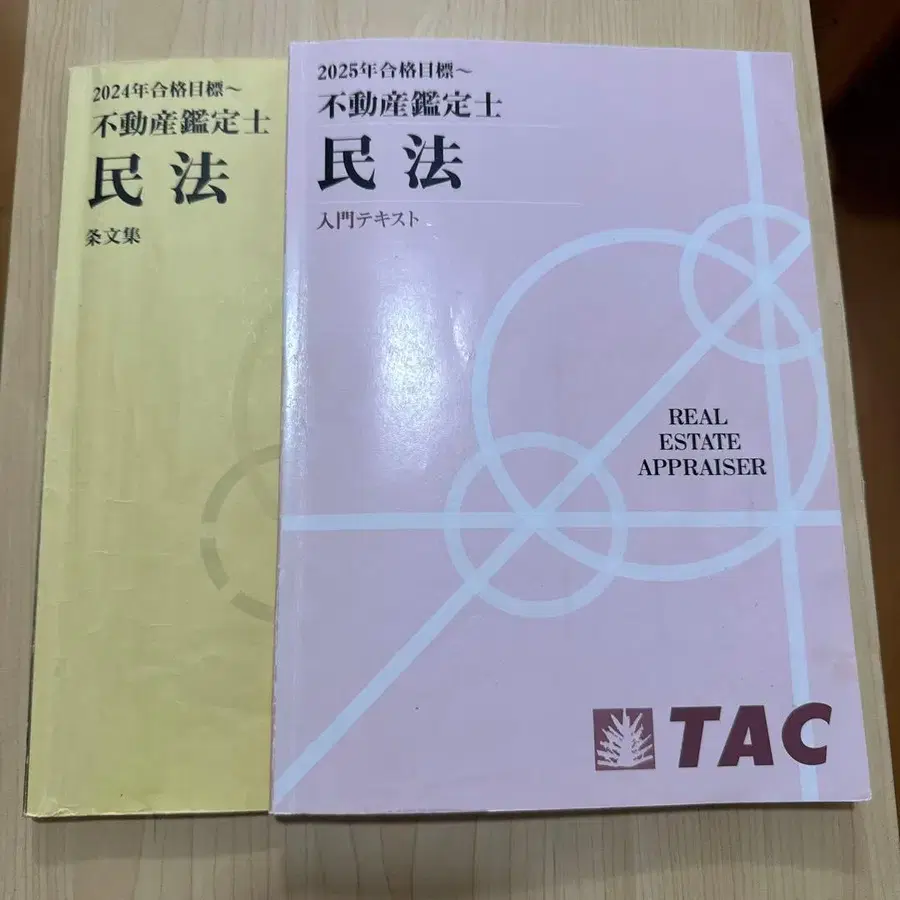 2024年合格目標～
不動産鑑定士
民法
条文集
2025年合格目標～
不動産鑑定士
民法
入門テキスト
REAL
ESTATE
APPRAISER
TAC